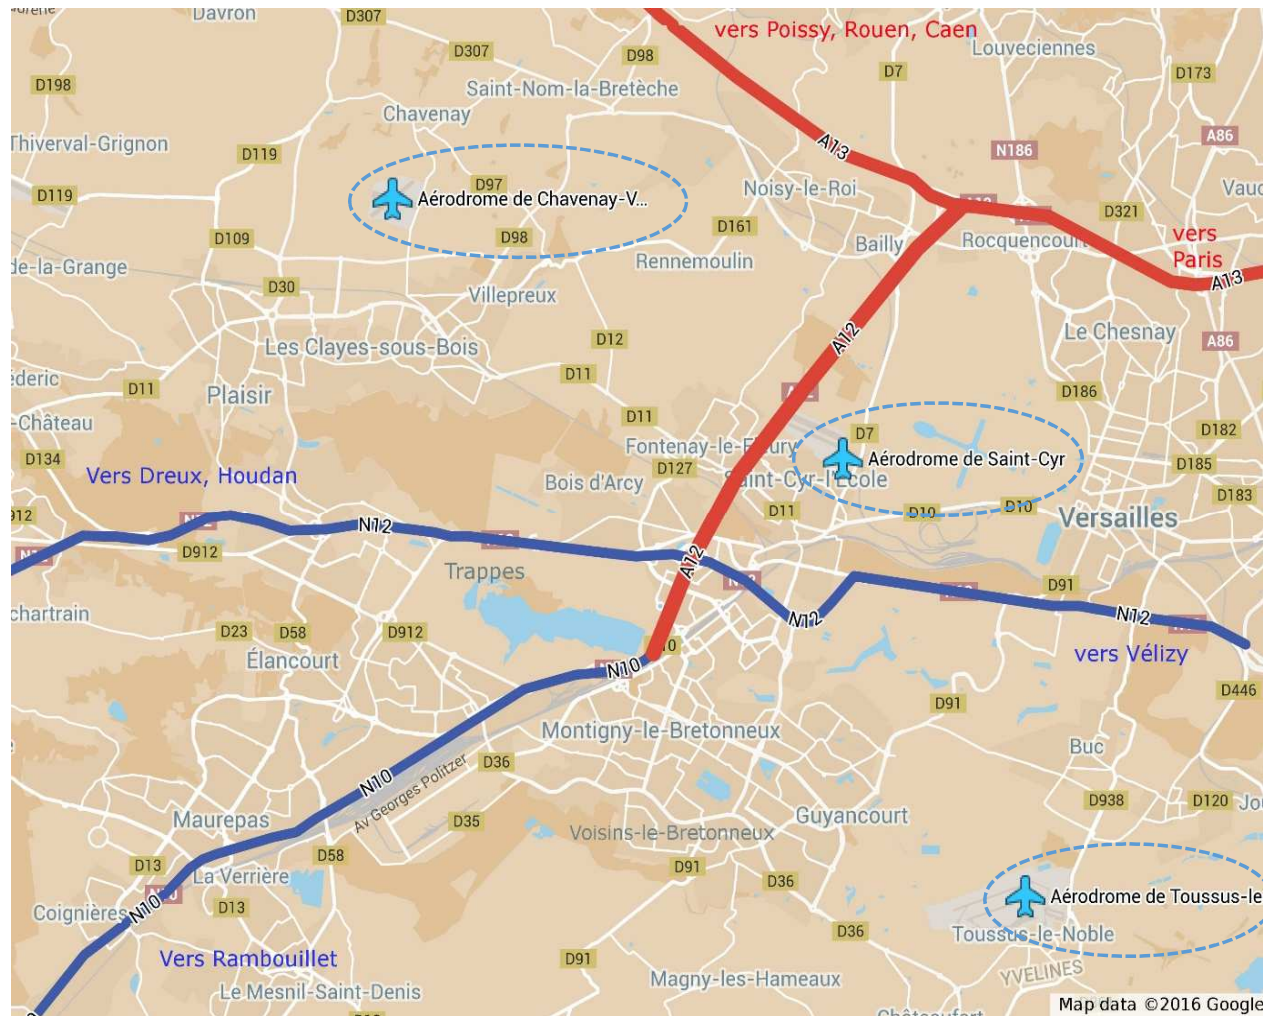 Davron
D307
vers Poissy, Rouen, Caen
D307
D98
Louveciennes
D7
D173
D198
Saint-Nom-la-Bretèche
Chavenay
Thiverval-Grignon
A86
A13
N186
D119
D119
D97
Aérodrome de Chavenay-V...
Noisy-le-Roi
D321
D109
D98
D161
Bailly
Rocquencourt
vers
Paris
de-la-Grange
Rennemoulin
A13
D30
Villepreux
Les Clayes-sous-Bois
D12
A12
Le Chesnay
A86
D11
D11
Plaisir
D186
-Château
D11
D7
D182
D134
Fontenay-le-Fleury
Aérodrome de Saint-Cyr
Vers Dreux, Houdan
D127
Saint-Cyr-l'École
D185
Bois d'Arcy
D183
D11
D10
D10
Versailles
N12
D912
A12
Trappes
D91
N12
N12
D23
D58
D912
vers Vélizy
Élancourt
N10
D446
D91
Montigny-le-Bretonneux
Buc
D36
N10
Av Georges Politzer
D938
D120
Maurepas
D35
Voisins-le-Bretonneux
Guyancourt
D58
D13
D91
La Verrière
D36
Aérodrome de Toussus-le
Coignières
N10
D13
D36
Toussus-le-Noble
Vers Rambouillet
D91
YVELINES
Le Mesnil-Saint-Denis
Magny-les-Hameaux
Map data ©2016 Google
Châteaufort